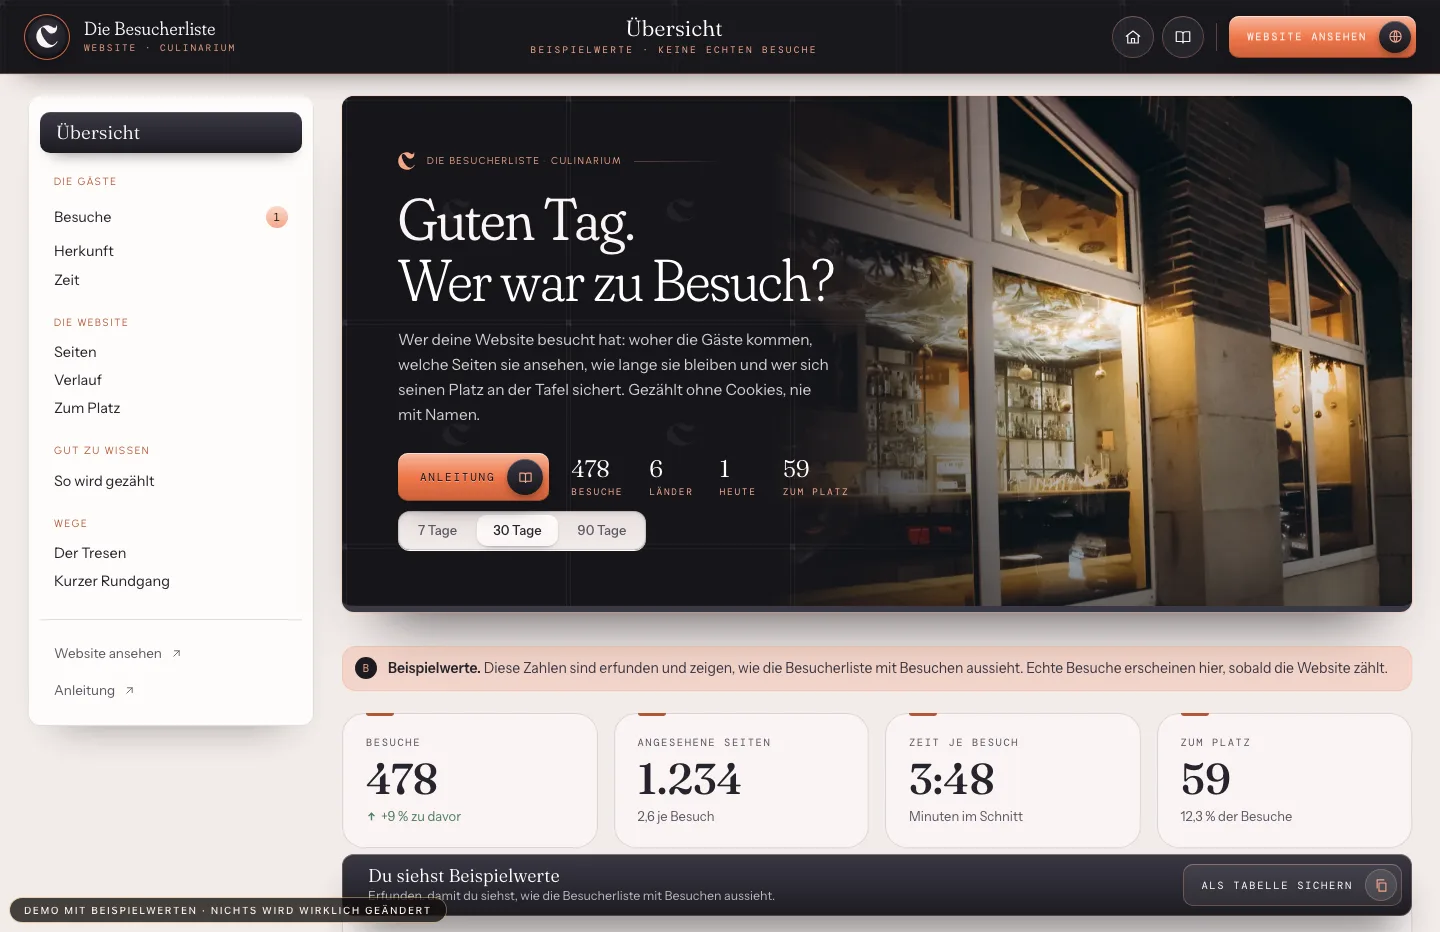 Die Besucherliste
WEBSITE · CULINARIUM
Übersicht
BEISPIELWERTE · KEINE ECHTEN BESUCHE
WEBSITE ANSEHEN
Übersicht
DIE GÄSTE
Besuche
1
Herkunft
Zeit
DIE WEBSITE
Seiten
Verlauf
Zum Platz
GUT ZU WISSEN
So wird gezählt
WEGE
Der Tresen
Kurzer Rundgang
Website ansehen
Anleitung
DIE BESUCHERLISTE · CULINARIUM
Guten Tag.
Wer war zu Besuch?
Wer deine Website besucht hat: woher die Gäste kommen,
welche Seiten sie ansehen, wie lange sie bleiben und wer sich
seinen Platz an der Tafel sichert. Gezählt ohne Cookies, nie
mit Namen.
ANLEITUNG
478
BESUCHE
6
LÄNDER
1
HEUTE
59
ZUM PLATZ
7 Tage
30 Tage
90 Tage
B
Beispielwerte. Diese Zahlen sind erfunden und zeigen, wie die Besucherliste mit Besuchen aussieht. Echte Besuche erscheinen hier, sobald die Website zählt.
BESUCHE
478
+9 % zu davor
ANGESEHENE SEITEN
1.234
2,6 je Besuch
ZEIT JE BESUCH
3:48
Minuten im Schnitt
ZUM PLATZ
59
12,3 % der Besuche
Du siehst Beispielwerte
Erfunden, damit du siehst, wie die Besucherliste mit Besuchen aussieht.
ALS TABELLE SICHERN
DEMO MIT BEISPIELWERTEN · NICHTS WIRD WIRKLICH GEÄNDERT